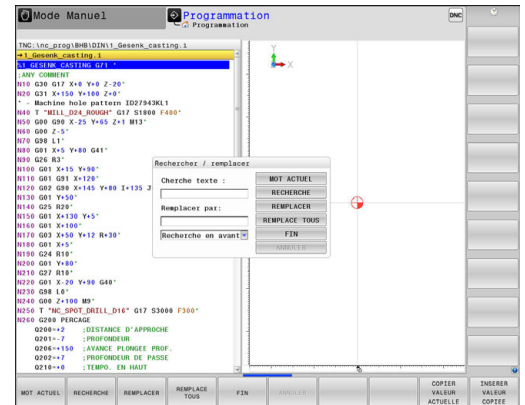 Mode Manuel
Programmation
Programmation
DNC
TNC:\nc_prog\BHB\DIN\1_Gesenk_casting.i
→1_Gesenk_casting.i
%1_GESENK_CASTING G71 *
;ANY COMMENT
N10 G30 G17 X+0 Y+0 Z-20*
N20 G31 X+150 Y+100 Z+0*
* - Machine hole pattern ID27943KL1
N40 T "MILL_D24_ROUGH" G17 S1800 F400*
N50 G00 G90 X-25 Y+65 Z+1 M13*
N60 G00 Z-5*
N70 G98 L1*
N80 G01 X+5 Y+80 G41*
N90 G26 R3*
N100 G01 X+15 Y+90*
N110 G01 G91 X+120*
N120 G02 G90 X+145 Y+80 I+135 J
N130 G01 Y+50*
N140 G25 R20*
N150 G01 X+130 Y+5*
N160 G01 X+100*
N170 G03 X+50 Y+12 R+30*
N180 G01 X+5*
N190 G24 R10*
N200 G01 Y+80*
N210 G27 R10*
N220 G01 X-20 Y+90 G40*
N230 G98 L0*
N240 G00 Z+100 M9*
N250 T "NC_SPOT_DRILL_D16" G17 S3000 F300*
N260 G200 PERCAGE
Q200=+2 ;DISTANCE D'APPROCHE
Q201=-7 ;PROFONDEUR
Q206=+150 ;AVANCE PLONGEE PROF.
Q202=+7 ;PROFONDEUR DE PASSE
Q210=+0 ;TEMPO. EN HAUT
Y
X
Rechercher / remplacer
Cherche texte :
Remplacer par:
Recherche en avant
MOT ACTUEL
RECHERCHE
REMPLACER
REMPLACE TOUS
FIN
ANNULER
MOT ACTUEL
RECHERCHE
REMPLACER
REMPLACE
TOUS
FIN
ANNULER
COPIER
VALEUR
ACTUELLE
INSERER
VALEUR
COPIEE